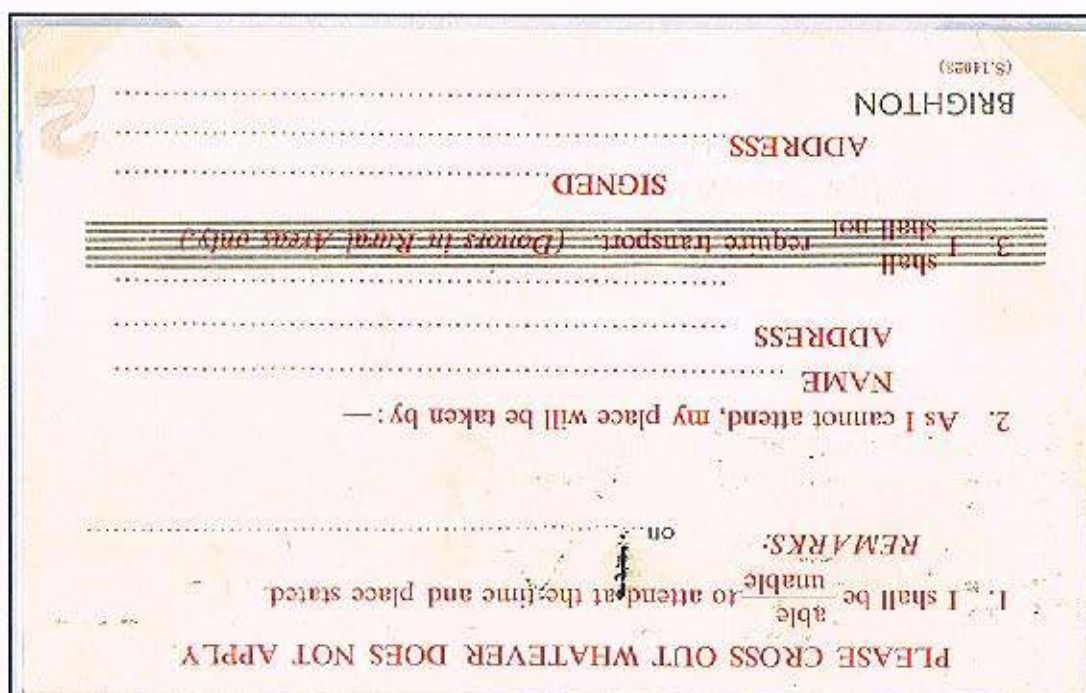 PLEASE CROSS OUT WHATEVER DOES NOT APPLY
1. I shall be able
unable to attend at the time and place stated
REMARKS:
on
2. As I cannot attend, my place will be taken by:—
NAME
ADDRESS
3. I shall
shall not require transport. (Donors in Rural Areas only.)
SIGNED
ADDRESS
BRIGHTON
(S.14028)
2